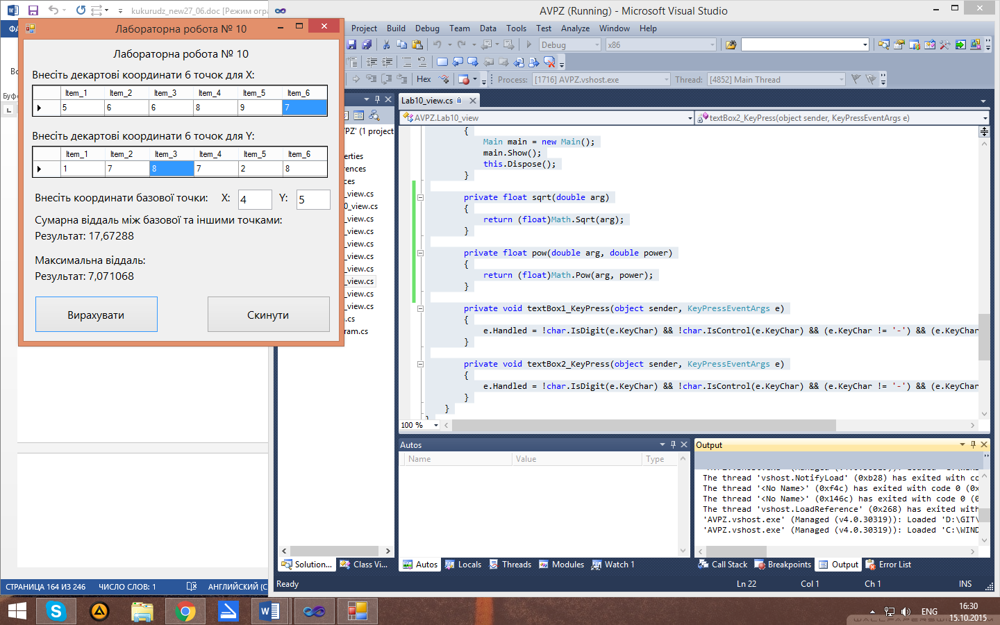 kukurudz_new27_06.doc [Режим огра
AVPZ (Running) - Microsoft Visual Studio
Лабораторна робота № 10
Лабораторна робота № 10
Внесіть декартові координати 6 точок для X:
Item_1 Item_2 Item_3 Item_4 Item_5 Item_6
5 6 6 8 9 7
Внесіть декартові координати 6 точок для Y:
Item_1 Item_2 Item_3 Item_4 Item_5 Item_6
1 7 8 7 2 8
Внесіть координати базової точки: X: 4 Y: 5
Сумарна віддаль між базової та іншими точками:
Результат: 17,67288
Максимальна віддаль:
Результат: 7,071068
Вирахувати Скинути
ФА
Вс
Буфе
Project Build Debug Team Data Tools Test Analyze Window Help
Debug x86
Hex Process: [1716] AVPZ.vshost.exe Thread: [4852] Main Thread
Lab10_view.cs
AVPZ.Lab10_view textBox2_KeyPress(object sender, KeyPressEventArgs e)
VPZ' (1 project
erties
rences
ces
_view.cs
0_view.cs
_view.cs
_view.cs
_view.cs
_view.cs
_view.cs
_view.cs
_view.cs
_view.cs
.cs
ram.cs
{
Main main = new Main();
main.Show();
this.Dispose();
}
private float sqrt(double arg)
{
return (float)Math.Sqrt(arg);
}
private float pow(double arg, double power)
{
return (float)Math.Pow(arg, power);
}
private void textBox1_KeyPress(object sender, KeyPressEventArgs e)
{
e.Handled = !char.IsDigit(e.KeyChar) && !char.IsControl(e.KeyChar) && (e.KeyChar != '-') && (e.KeyChar
}
private void textBox2_KeyPress(object sender, KeyPressEventArgs e)
{
e.Handled = !char.IsDigit(e.KeyChar) && !char.IsControl(e.KeyChar) && (e.KeyChar != '-') && (e.KeyChar
}
}
100 %
Autos
Name Value Type
Output
The thread 'vshost.NotifyLoad' (0xb28) has exited with co
The thread '<No Name>' (0xf4c) has exited with code 0 (0x
The thread '<No Name>' (0x146c) has exited with code 0 (0
The thread 'vshost.LoadReference' (0x268) has exited with
'AVPZ.vshost.exe' (Managed (v4.0.30319)): Loaded 'D:\GIT\
'AVPZ.vshost.exe' (Managed (v4.0.30319)): Loaded 'C:\WIND
Solution... Class Vi... Autos Locals Threads Modules Watch 1 Call Stack Breakpoints Output Error List
Ready Ln 22 Col 1 Ch 1 INS
СТРАНИЦА 164 ИЗ 246 ЧИСЛО СЛОВ: 1 АНГЛИЙСКИЙ (С
ENG 16:30
15.10.2015